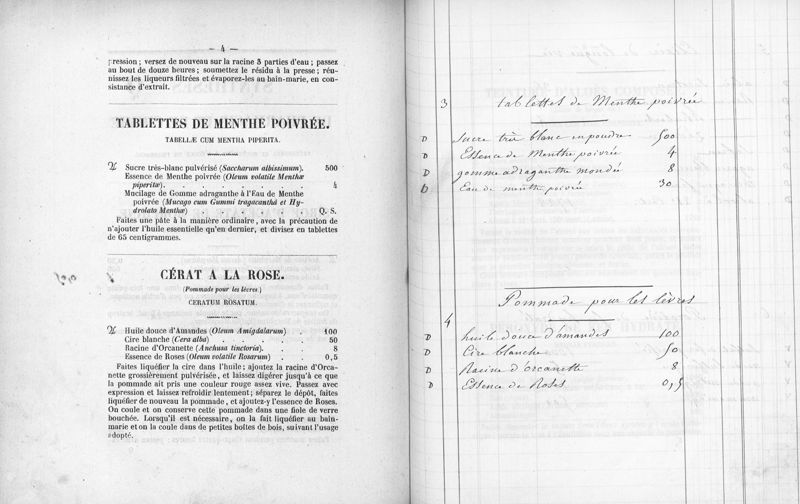 — 4 —
pression ; versez de nouveau sur la racine 3 parties d'eau ; passez
au bout de douze heures ; soumettez le résidu à la presse ; réu-
nissez les liqueurs filtrées et évaporez-les au bain-marie, en con-
sistance d'extrait.
TABLETTES DE MENTHE POIVRÉE.
TABELLÆ CUM MENTHA PIPERITA.
Sucre très-blanc pulvérisé (Saccharum albissimum). 500
Essence de Menthe poivrée (Oleum volatile Menthæ
piperitæ) . . . . . . . . 4
Mucilage de Gomme adraganthe à l'Eau de Menthe
poivrée (Mucago cum Gummi tragacantha et Hy-
drolato Menthæ) . . . . . . . Q. S.
Faites une pâte à la manière ordinaire, avec la précaution de
n'ajouter l'huile essentielle qu'en dernier, et divisez en tablettes
de 65 centigrammes.
CÉRAT A LA ROSE.
(Pommade pour les lèvres)
CERATUM ROSATUM.
Huile douce d'Amandes (Oleum Amigdalarum) . 100
Cire blanche (Cera alba) . . . . . 50
Racine d'Orcanette (Anchusa tinctoria). . . 8
Essence de Roses (Oleum volatile Rosarum) . . 0,5
Faites liquéfier la cire dans l'huile ; ajoutez la racine d'Orca-
nette grossièrement pulvérisée, et laissez digérer jusqu'à ce que
la pommade ait pris une couleur rouge assez vive. Passez avec
expression et laissez refroidir lentement ; séparez le dépôt, faites
liquéfier de nouveau la pommade, et ajoutez-y l'essence de Roses.
On coule et on conserve cette pommade dans une fiole de verre
bouchée. Lorsqu'il est nécessaire, on la fait liquéfier au bain-
marie et on la coule dans de petites boîtes de bois, suivant l'usage
adopté.
3 tablettes de Menthe poivrée
D Sucre très blanc en poudre 500
D Essence de Menthe poivrée 4
D gomme adraganthe mondée 8
D Eau de menthe poivrée 30
Pommade pour les lèvres
4
D huile douce d'amandes 100
D Cire blanche 50
D Racine d'orcanette 8
D Essence de Roses 0,5